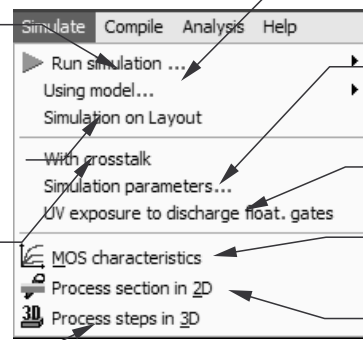 Simulate Compile Analysis Help
Run simulation ...
Using model...
Simulation on Layout
With crosstalk
Simulation parameters...
UV exposure to discharge float. gates
MOS characteristics
Process section in 2D
3D Process steps in 3D